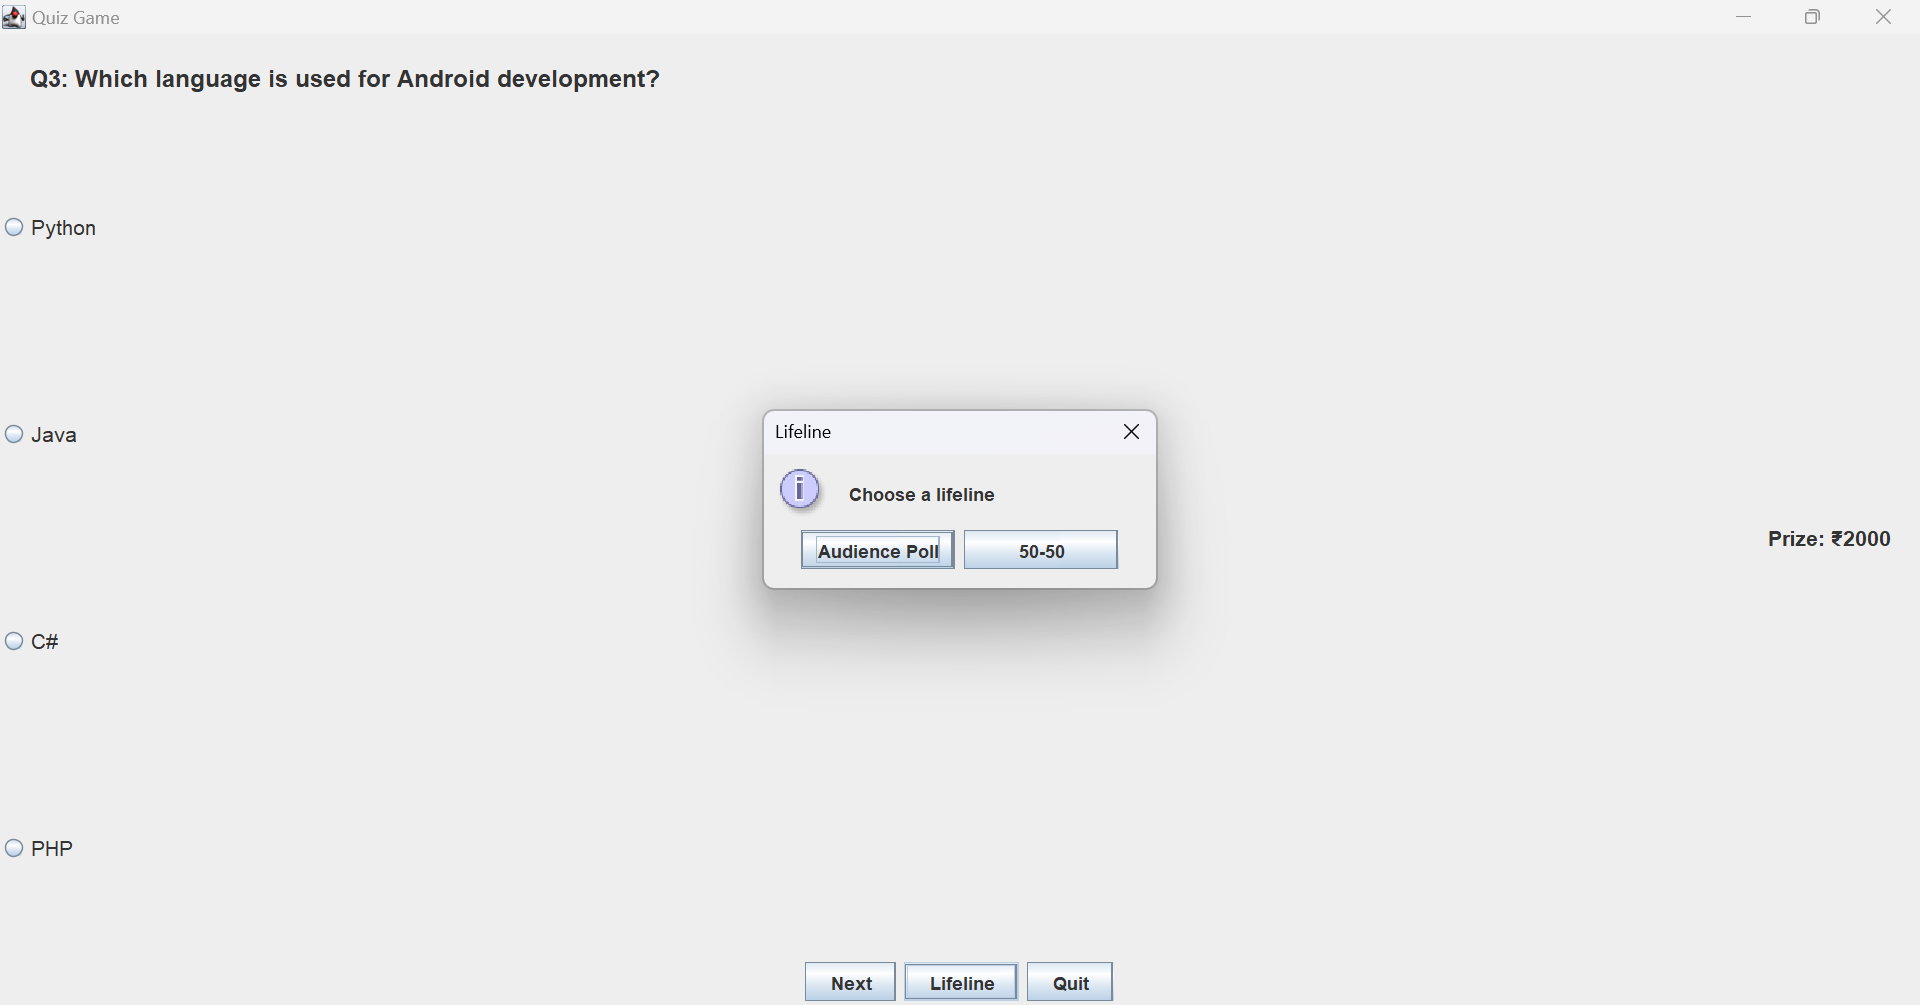 Quiz Game
Q3: Which language is used for Android development?
Python
Java
Lifeline
i
Choose a lifeline
Audience Poll
50-50
Prize: ₹2000
C#
PHP
Next
Lifeline
Quit